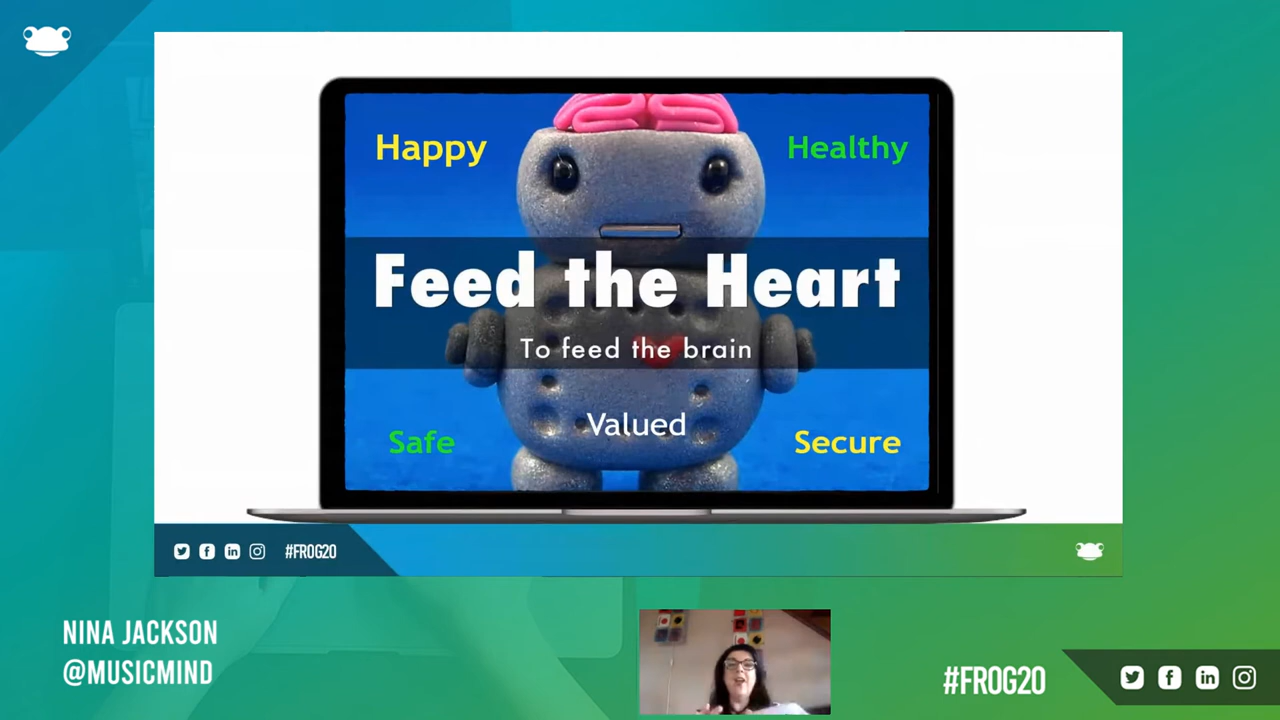 Happy
Healthy
Feed the Heart
To feed the brain
Valued
Safe
Secure
#FROG20
NINA JACKSON
@MUSICMIND
#FROG20